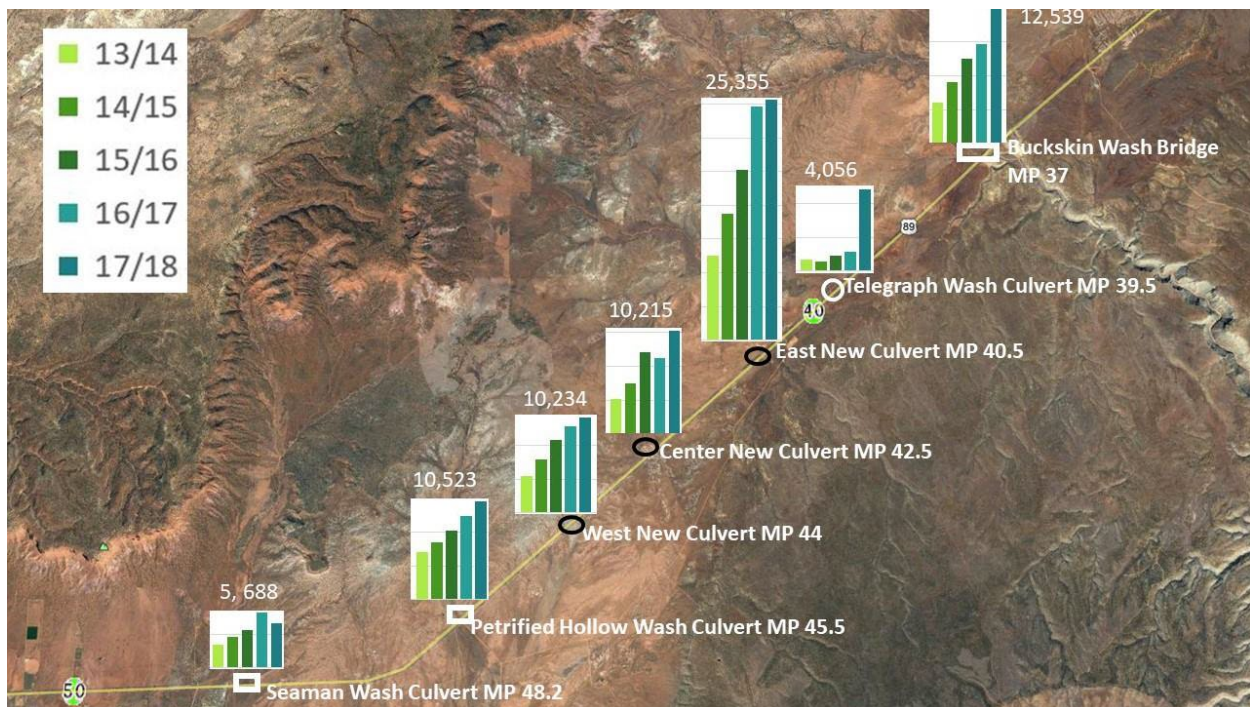 13/14
14/15
15/16
16/17
17/18
12,539
Buckskin Wash Bridge
MP 37
25,355
4,056
89
Telegraph Wash Culvert MP 39.5
40
East New Culvert MP 40.5
10,215
Center New Culvert MP 42.5
10,234
West New Culvert MP 44
10,523
Petrified Hollow Wash Culvert MP 45.5
5, 688
Seaman Wash Culvert MP 48.2
50